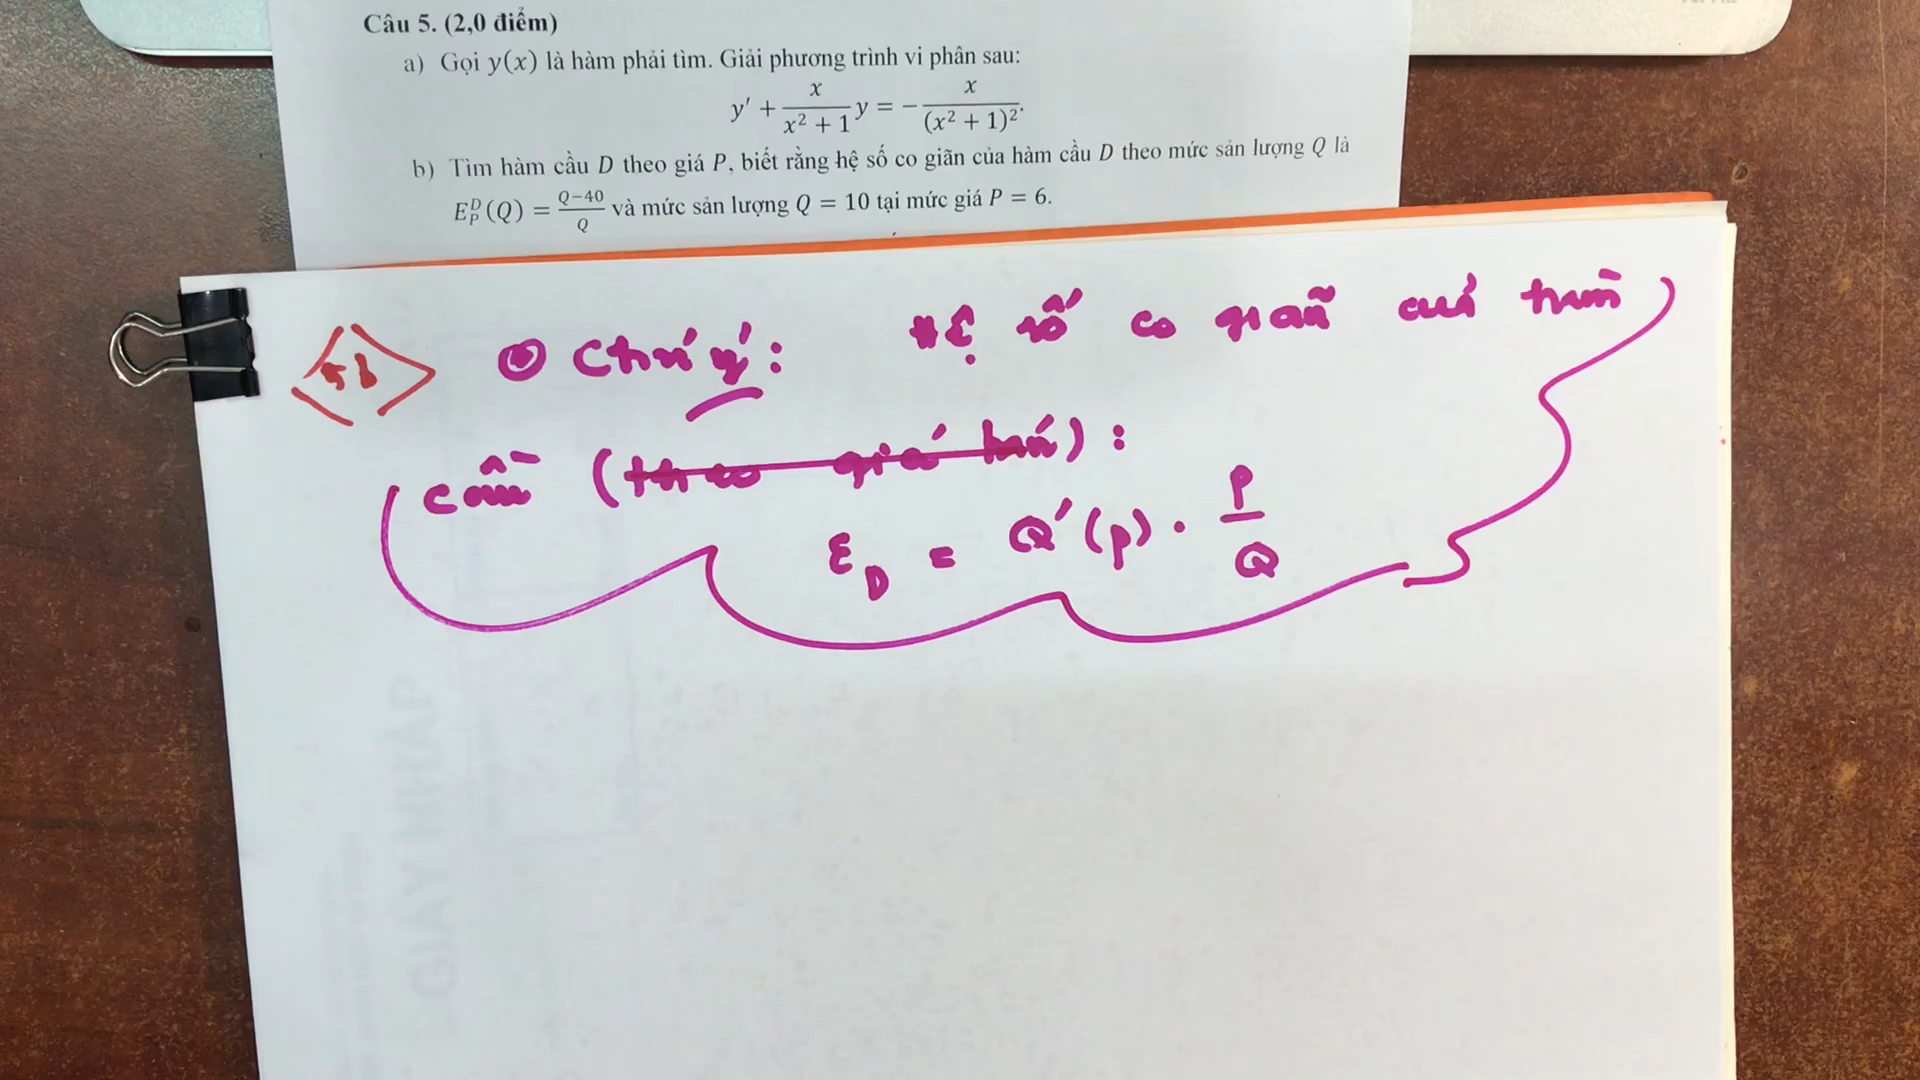 Câu 5. (2,0 điểm)
a) Gọi y(x) là hàm phải tìm. Giải phương trình vi phân sau:
y′ + x/(x² + 1) y = − x/(x² + 1)².
b) Tìm hàm cầu D theo giá P, biết rằng hệ số co giãn của hàm cầu D theo mức sản lượng Q là
E_P^D(Q) = (Q−40)/Q và mức sản lượng Q = 10 tại mức giá P = 6.
5b Chú ý: Hệ số co giãn của hàm
cầu (theo giá bán):
E_D = Q′(p) · P/Q